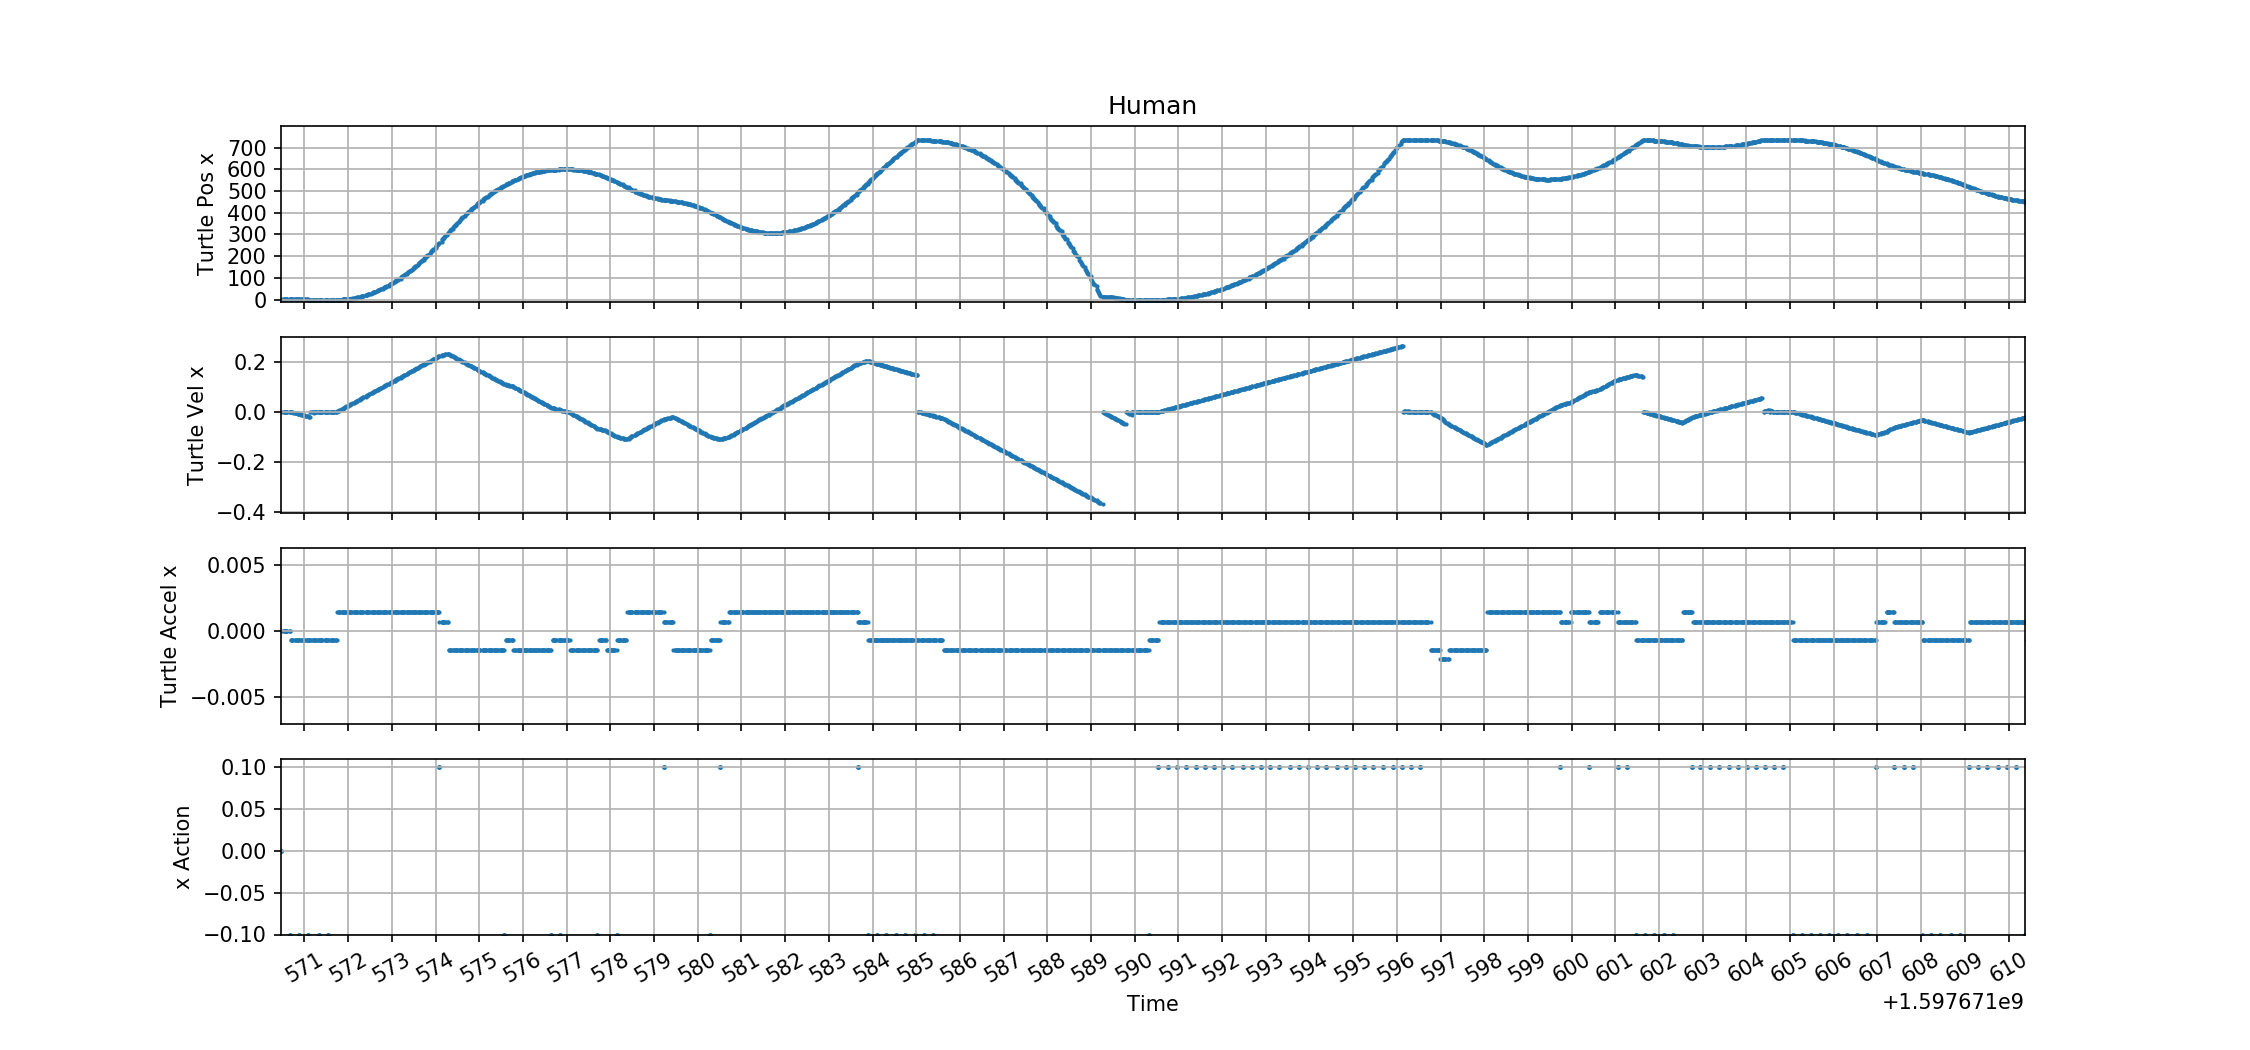 Human
Turtle Pos x
700
600
500
400
300
200
100
0
Turtle Vel x
0.2
0.0
−0.2
−0.4
Turtle Accel x
0.005
0.000
−0.005
x Action
0.10
0.05
0.00
−0.05
−0.10
571 572 573 574 575 576 577 578 579 580 581 582 583 584 585 586 587 588 589 590 591 592 593 594 595 596 597 598 599 600 601 602 603 604 605 606 607 608 609 610
Time
+1.597671e9